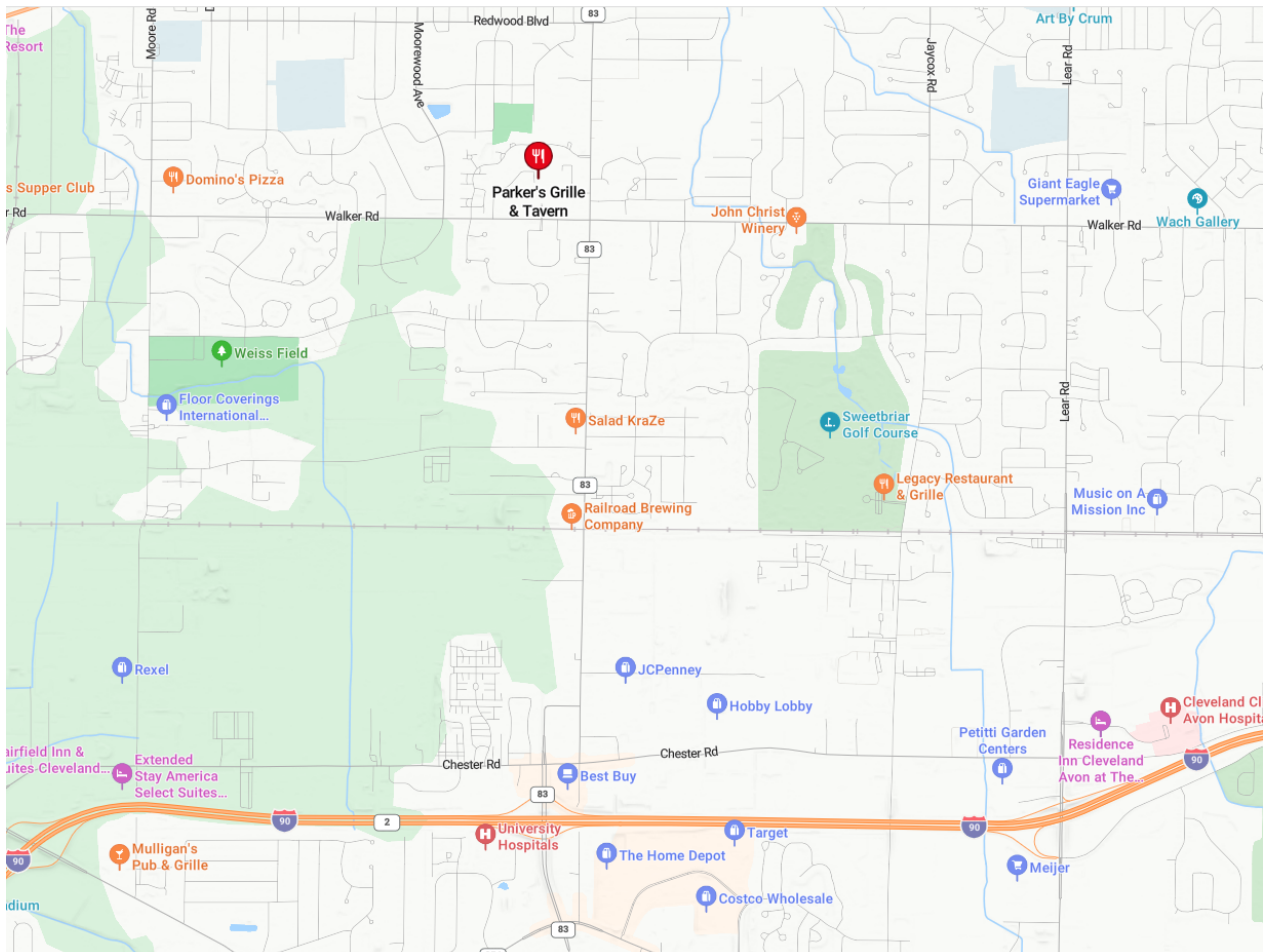 83
Redwood Blvd
Art By Crum
The
Resort
Moore Rd
Moorewood Ave
Jaycox Rd
Lear Rd
Domino's Pizza
s Supper Club
Parker's Grille
& Tavern
Giant Eagle
Supermarket
Wach Gallery
r Rd
Walker Rd
John Christ
Winery
Walker Rd
83
Weiss Field
Floor Coverings
International...
Salad KraZe
Sweetbriar
Golf Course
Lear Rd
83
Legacy Restaurant
& Grille
Music on A
Mission Inc
Railroad Brewing
Company
Rexel
JCPenney
Hobby Lobby
Cleveland Cl
Avon Hospita
Petitti Garden
Centers
Residence
Inn Cleveland
Avon at The...
airfield Inn &
uites Cleveland...
Extended
Stay America
Select Suites...
Chester Rd
Chester Rd
Best Buy
90
83
90
2
90
University
Hospitals
Target
Mulligan's
Pub & Grille
90
The Home Depot
Meijer
Costco Wholesale
dium
83